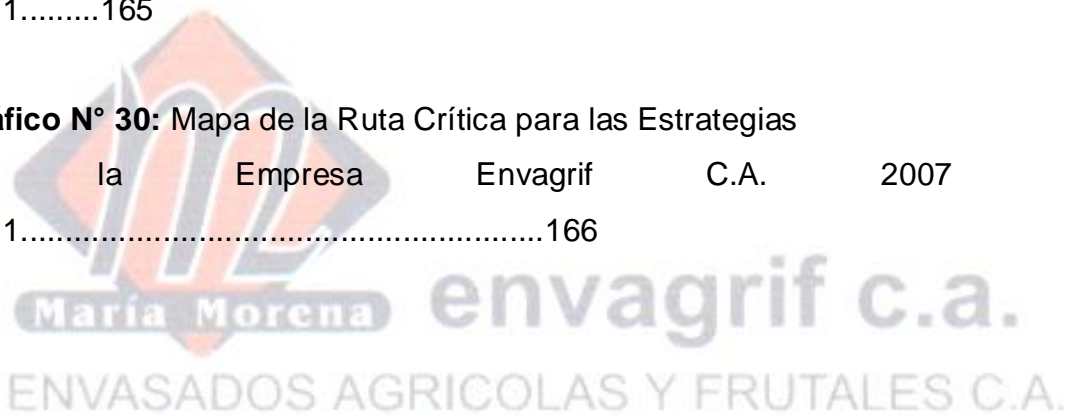 1.........165
áfico N° 30: Mapa de la Ruta Crítica para las Estrategias
la Empresa Envagrif C.A. 2007
1...........................................................166
m
María Morena
envagrif c.a.
ENVASADOS AGRICOLAS Y FRUTALES C.A.